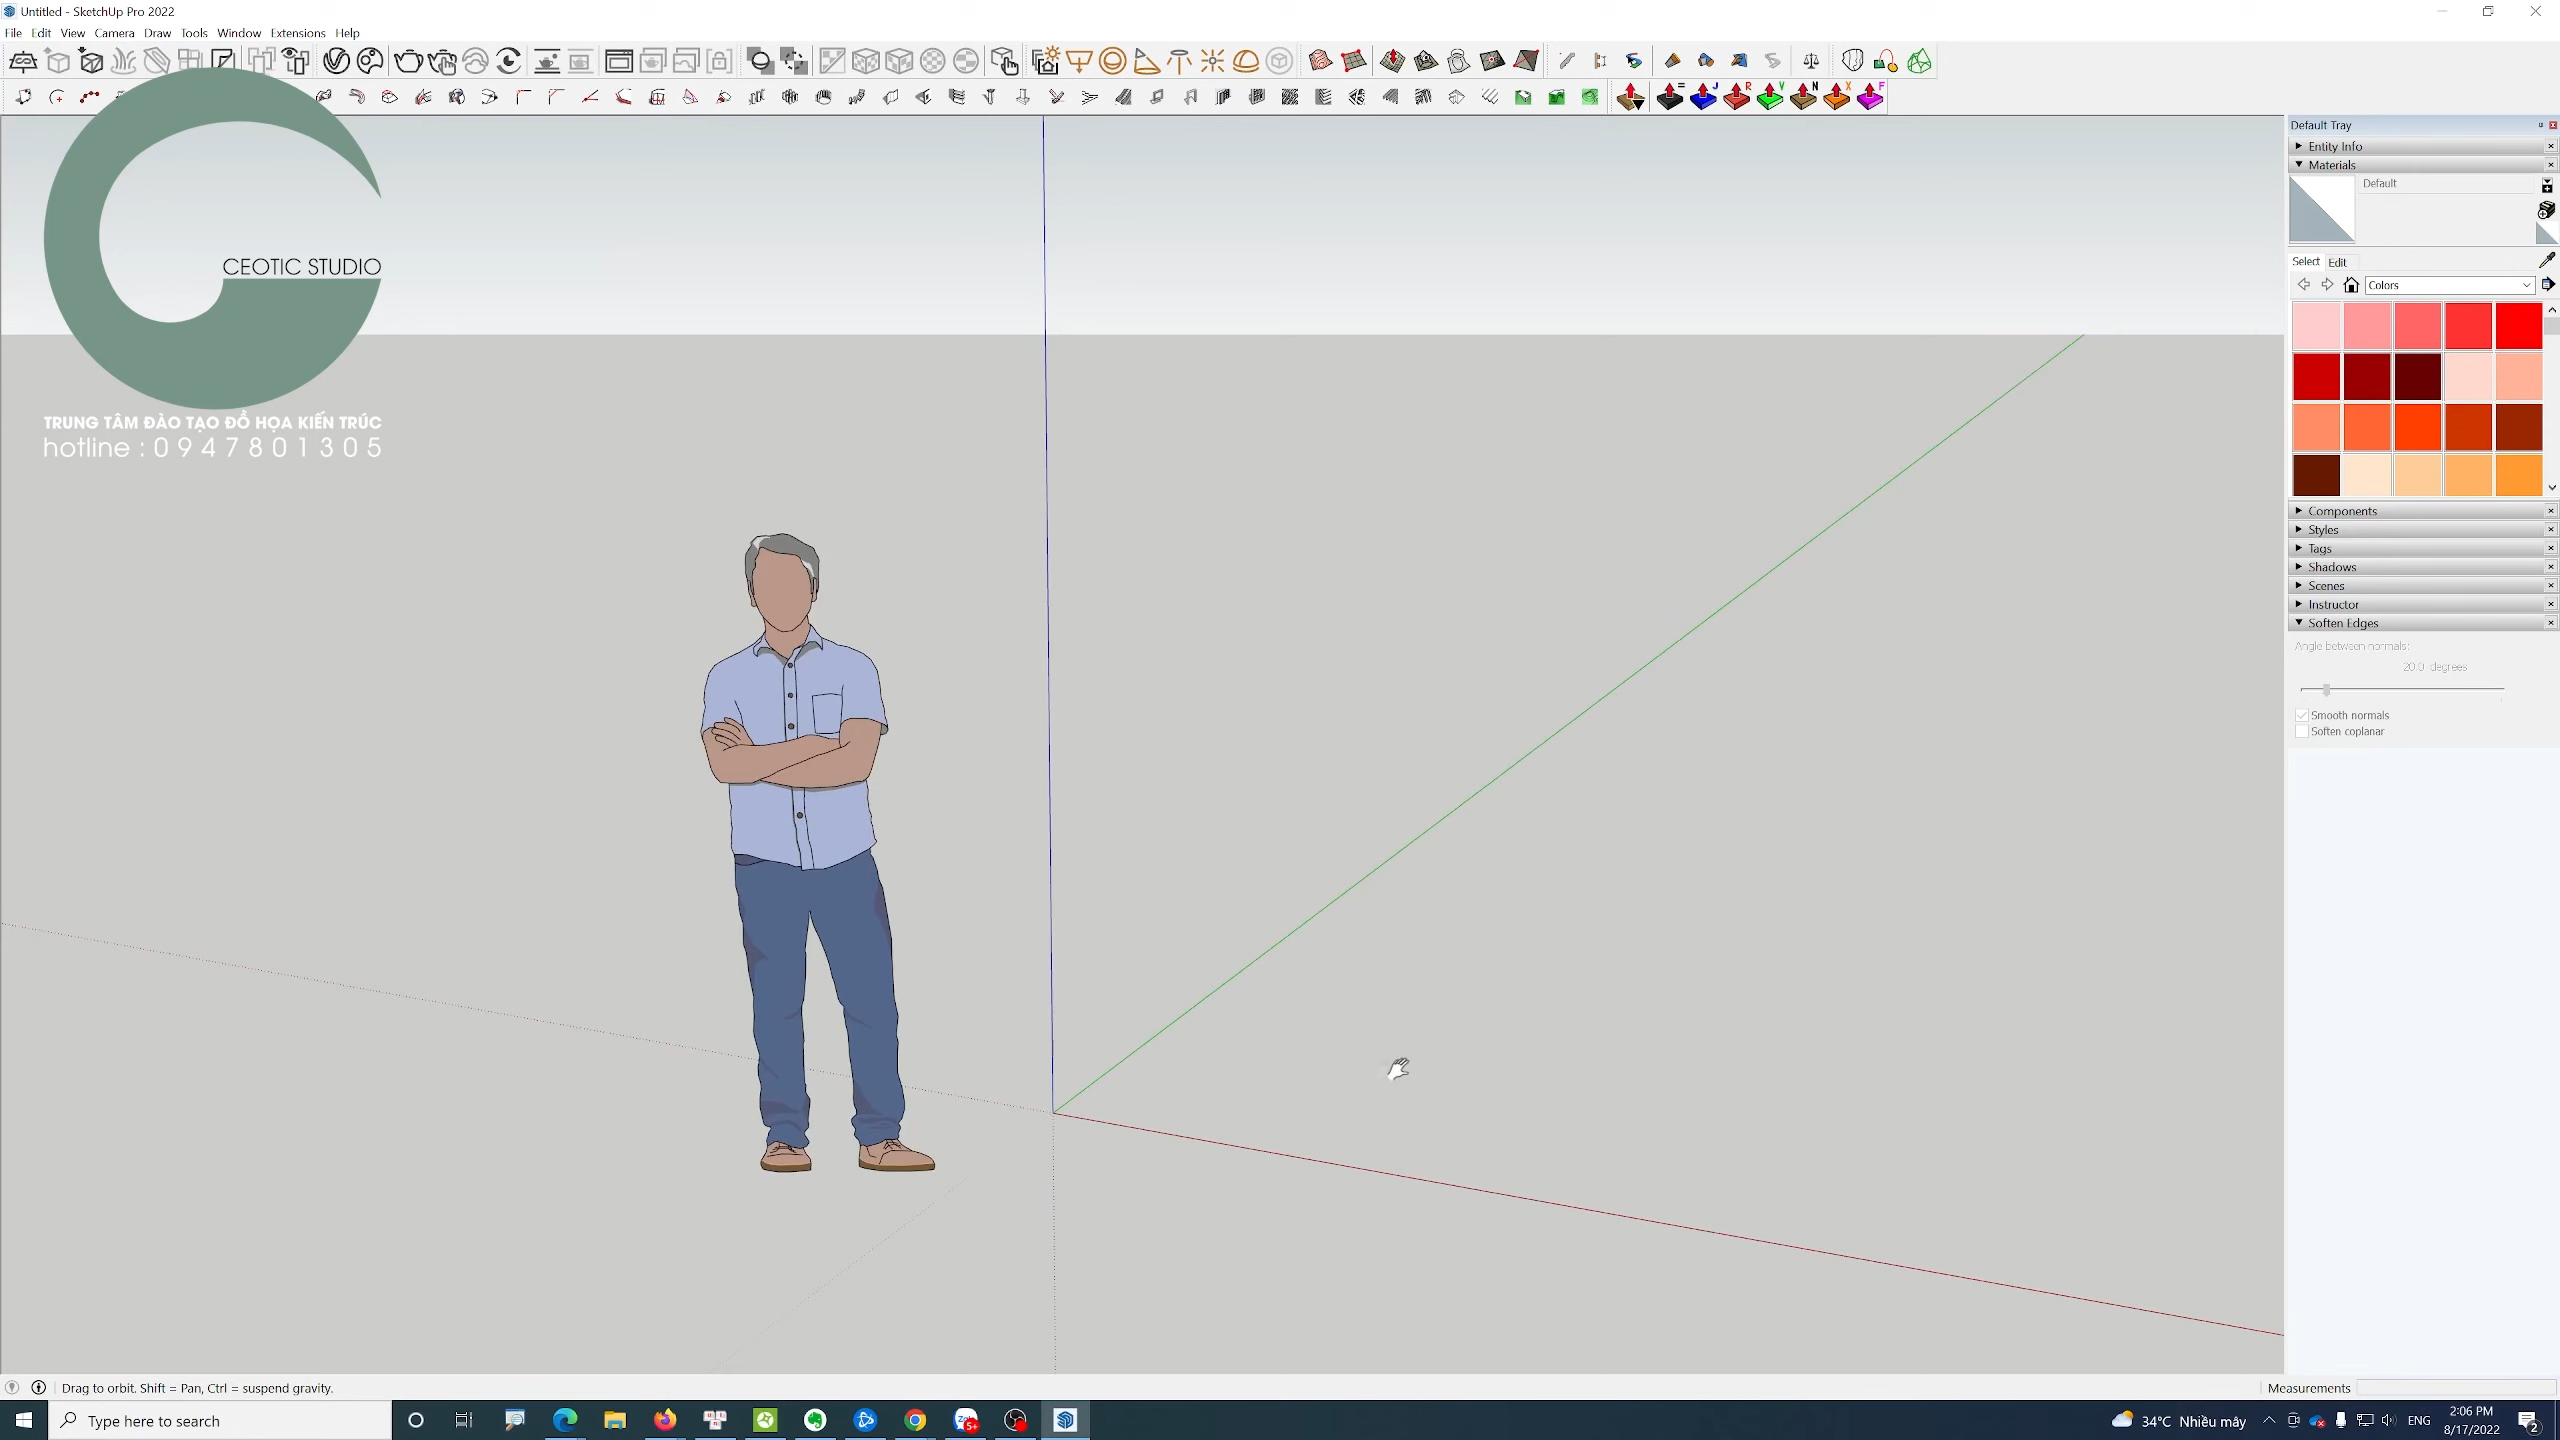 Untitled - SketchUp Pro 2022
File Edit View Camera Draw Tools Window Extensions Help
= J R V N X F
Default Tray
Entity Info
Materials
Default
Select Edit
Colors
CEOTIC STUDIO
TRUNG TÂM ĐÀO TẠO ĐỒ HỌA KIẾN TRÚC
hotline : 0 9 4 7 8 0 1 3 0 5
Components
Styles
Tags
Shadows
Scenes
Instructor
Soften Edges
Angle between normals:
20.0 degrees
Smooth normals
Soften coplanar
Drag to orbit. Shift = Pan, Ctrl = suspend gravity.
Measurements
Type here to search
5+
34°C Nhiều mây
ENG
2:06 PM
8/17/2022
2